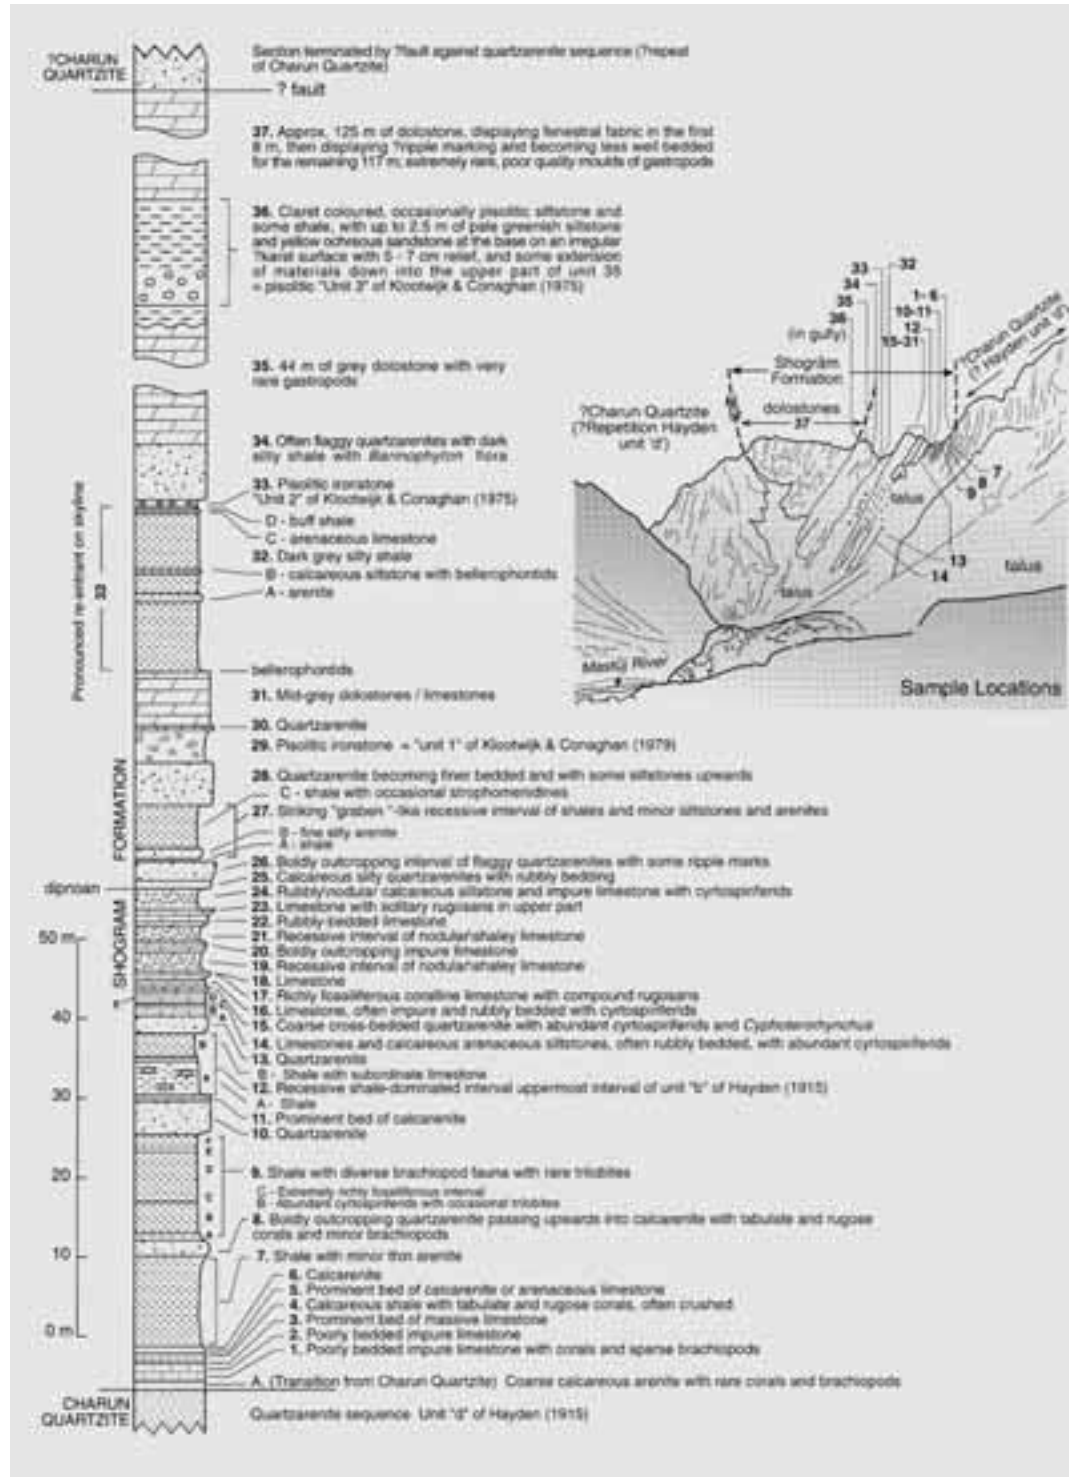 ?CHARUN
QUARTZITE
Section terminated by ?fault against quartzarenite sequence (?repeat
of Charun Quartzite)
? fault
37. Approx. 125 m of dolostone, displaying fenestral fabric in the first
8 m, then displaying ?ripple marking and becoming less well bedded
for the remaining 117 m; extremely rare, poor quality moulds of gastropods
36. Claret coloured, occasionally pisolitic siltstone and
some shale, with up to 2.5 m of pale greenish siltstone
and yellow ochreous sandstone at the base on an irregular
?karst surface with 5 - 7 cm relief, and some extension
of materials down into the upper part of unit 35
= pisolitic "Unit 3" of Klootwijk & Conaghan (1975)
35. 44 m of grey dolostone with very
rare gastropods
34. Often flaggy quartzarenites with dark
silty shale with flora
33. Pisolitic ironstone
"Unit 2" of Klootwijk & Conaghan (1975)
D - buff shale
C - arenaceous limestone
32. Dark grey silty shale
B - calcareous siltstone with bellerophontids
A - arenite
Pronounced re-entrant on skyline
33
bellerophontids
31. Mid-grey dolostones / limestones
30. Quartzarenite
29. Pisolitic ironstone = "unit 1" of Klootwijk & Conaghan (1979)
28. Quartzarenite becoming finer bedded and with some siltstones upwards
C - shale with occasional strophomenidines
27. Striking "graben"-like recessive interval of shales and minor siltstones and arenites
B - fine silty arenite
A - shale
26. Boldly outcropping interval of flaggy quartzarenites with some ripple marks
25. Calcareous silty quartzarenites with rubbly bedding
24. Rubbly/nodular calcareous siltstone and impure limestone with cyrtospiriferids
23. Limestone with solitary rugosans in upper part
22. Rubbly-bedded limestone
21. Recessive interval of nodular/shaley limestone
20. Boldly outcropping impure limestone
19. Recessive interval of nodular/shaley limestone
18. Limestone
17. Richly fossiliferous coralline limestone with compound rugosans
16. Limestone, often impure and rubbly bedded with cyrtospiriferids
15. Coarse cross-bedded quartzarenite with abundant cyrtospiriferids and Cyphoterorhynchus
14. Limestones and calcareous arenaceous siltstones, often rubbly bedded, with abundant cyrtospiriferids
13. Quartzarenite
B - Shale with subordinate limestone
12. Recessive shale-dominated interval uppermost interval of unit "b" of Hayden (1915)
A - Shale
11. Prominent bed of calcarenite
10. Quartzarenite
9. Shale with diverse brachiopod fauna with rare trilobites
C - Extremely richly fossiliferous interval
B - Abundant cyrtospiriferids with occasional trilobites
8. Boldly outcropping quartzarenite passing upwards into calcarenite with tabulate and rugose
corals and minor brachiopods
7. Shale with minor thin arenite
6. Calcarenite
5. Prominent bed of calcarenite or arenaceous limestone
4. Calcareous shale with tabulate and rugose corals, often crushed
3. Prominent bed of massive limestone
2. Poorly bedded impure limestone
1. Poorly bedded impure limestone with corals and sparse brachiopods
A. (Transition from Charun Quartzite) Coarse calcareous arenite with rare corals and brachiopods
CHARUN
QUARTZITE
Quartzarenite sequence Unit "d" of Hayden (1915)
SHOGRAM FORMATION
dipnoan
50 m
40
30
20
10
0 m
33
32
34
35
36
(in gully)
1- 6
10-11
12
15-31
?Charun Quartzite
(? Hayden unit 'd')
Shogrām
Formation
dolostones
37
?Charun Quartzite
(?Repetition Hayden
unit 'd')
talus
7
8
9
13
14
talus
talus
Mastuj River
Sample Locations